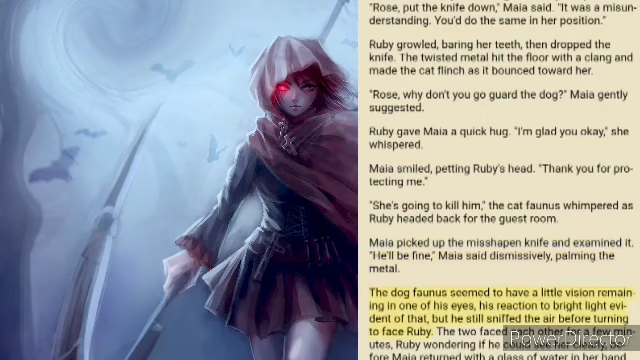 "Rose, put the knife down," Maia said. "It was a misun-
derstanding. You'd do the same in her position."
Ruby growled, baring her teeth, then dropped the
knife. The twisted metal hit the floor with a clang and
made the cat flinch as it bounced toward her.
"Rose, why don't you go guard the dog?" Maia gently
suggested.
Ruby gave Maia a quick hug. "I'm glad you okay," she
whispered.
Maia smiled, petting Ruby's head. "Thank you for pro-
tecting me."
"She's going to kill him," the cat faunus whimpered as
Ruby headed back for the guest room.
Maia picked up the misshapen knife and examined it.
"He'll be fine," Maia said dismissively, palming the
metal.
The dog faunus seemed to have a little vision remain-
ing in one of his eyes, his reaction to bright light evi-
dent of that, but he still sniffed the air before turning
to face Ruby. The two faced each other for a few min-
utes, Ruby wondering if he could see her
fore Maia returned with a glass of water in her hand
PowerDirector